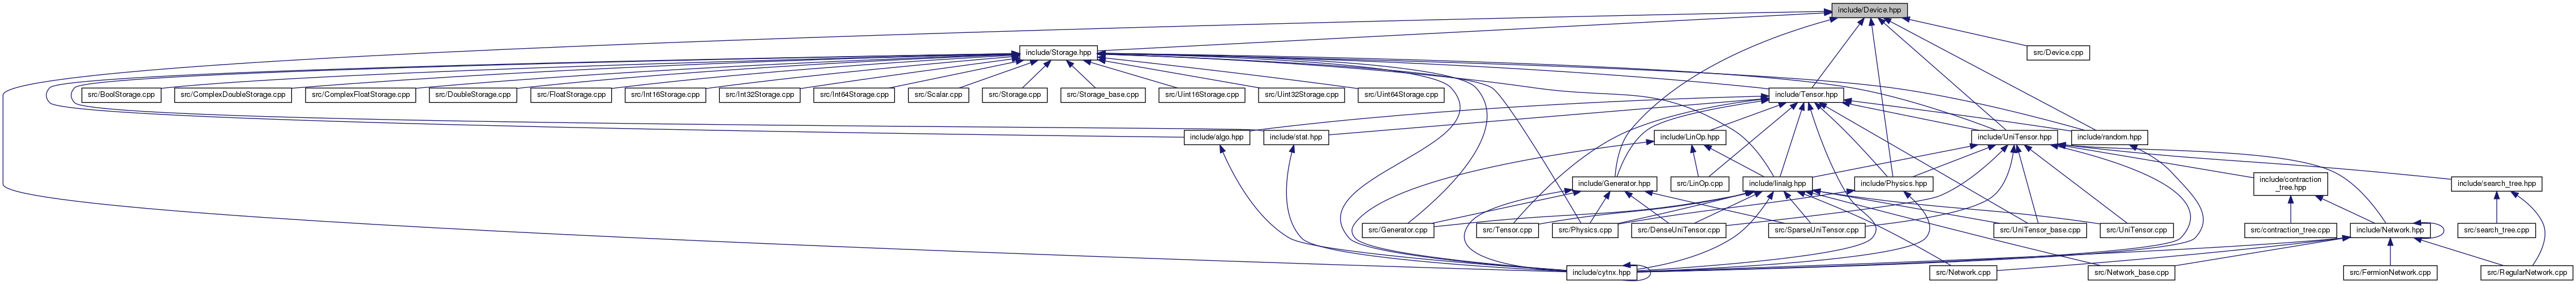 include/Device.hpp
include/Storage.hpp
src/Device.cpp
src/BoolStorage.cpp
src/ComplexDoubleStorage.cpp
src/ComplexFloatStorage.cpp
src/DoubleStorage.cpp
src/FloatStorage.cpp
src/Int16Storage.cpp
src/Int32Storage.cpp
src/Int64Storage.cpp
src/Scalar.cpp
src/Storage.cpp
src/Storage_base.cpp
src/Uint16Storage.cpp
src/Uint32Storage.cpp
src/Uint64Storage.cpp
include/Tensor.hpp
include/algo.hpp
include/stat.hpp
include/LinOp.hpp
include/UniTensor.hpp
include/random.hpp
include/Generator.hpp
src/LinOp.cpp
include/linalg.hpp
include/Physics.hpp
include/contraction
_tree.hpp
include/search_tree.hpp
src/Generator.cpp
src/Tensor.cpp
src/Physics.cpp
src/DenseUniTensor.cpp
src/SparseUniTensor.cpp
src/UniTensor_base.cpp
src/UniTensor.cpp
src/contraction_tree.cpp
include/Network.hpp
src/search_tree.cpp
include/cytnx.hpp
src/Network.cpp
src/Network_base.cpp
src/FermionNetwork.cpp
src/RegularNetwork.cpp